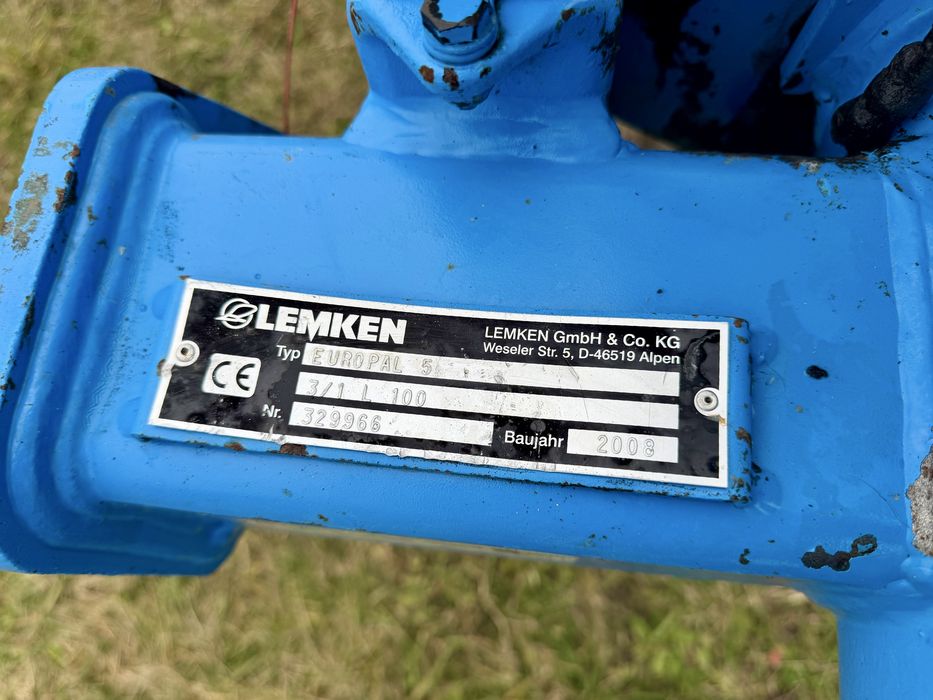 LEMKEN
LEMKEN GmbH & Co. KG
Weseler Str. 5, D-46519 Alpen
Typ EUROPAL 5
CE 3/1 L 100
Nr. 329966 Baujahr 2008